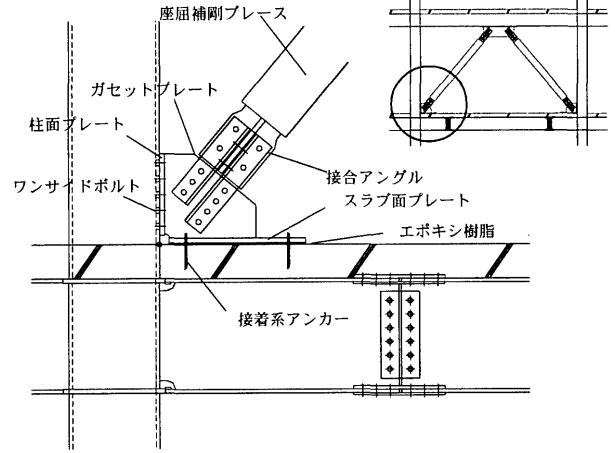 座屈補剛ブレース
ガセットプレート
柱面プレート
ワンサイドボルト
接合アングル
スラブ面プレート
エポキシ樹脂
接着系アンカー